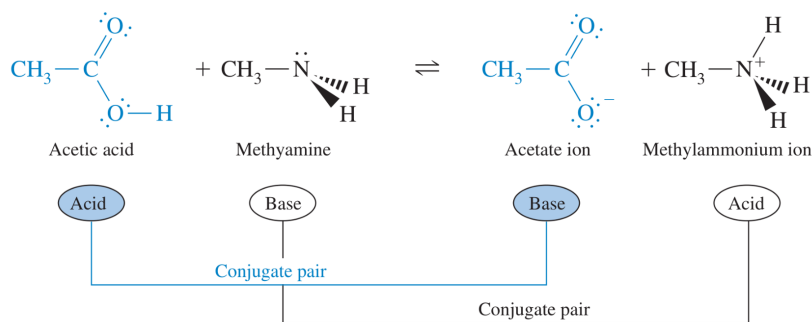 H
O
O
CH3 — C + CH3 — N H ⇌ CH3 — C + CH3 — N+ H
H
H
O — H
O −
H
Acetic acid Methyamine Acetate ion Methylammonium ion
Acid Base Base Acid
Conjugate pair
Conjugate pair